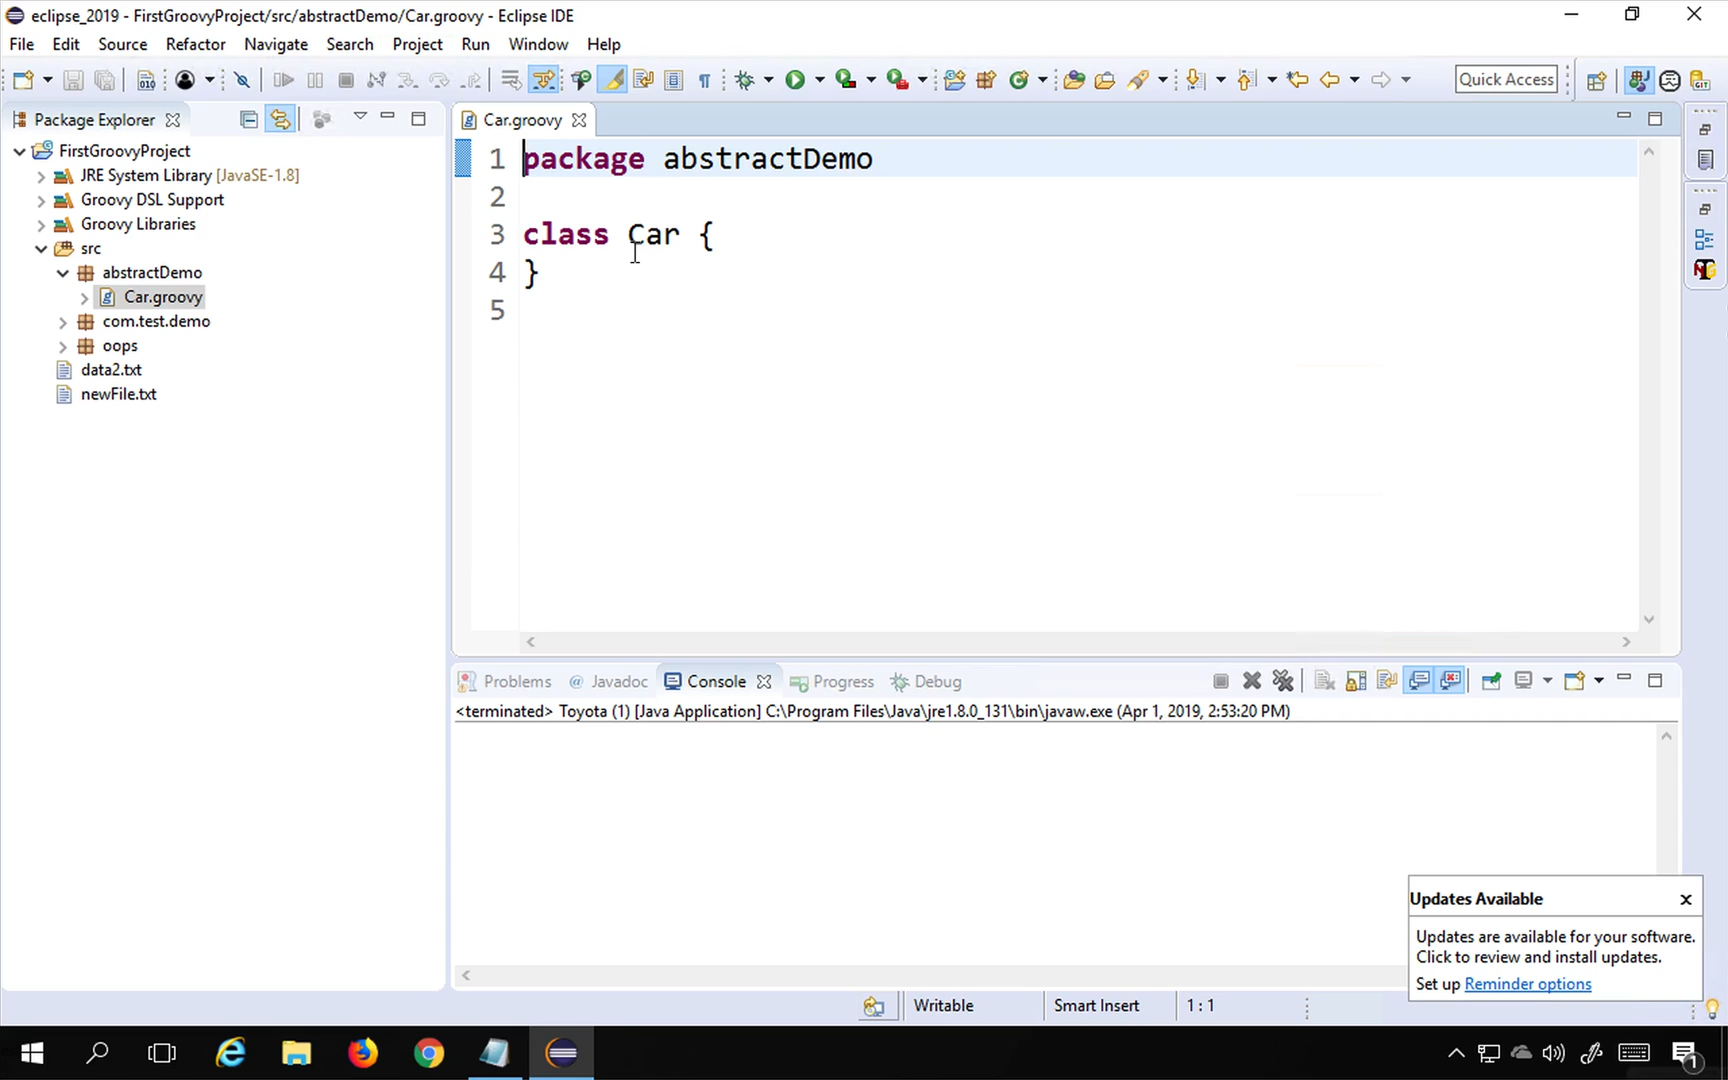 eclipse_2019 - FirstGroovyProject/src/abstractDemo/Car.groovy - Eclipse IDE
File Edit Source Refactor Navigate Search Project Run Window Help
Quick Access
Package Explorer
FirstGroovyProject
JRE System Library [JavaSE-1.8]
Groovy DSL Support
Groovy Libraries
src
abstractDemo
Car.groovy
com.test.demo
oops
data2.txt
newFile.txt
Car.groovy
1 package abstractDemo
2
3 class Car {
4 }
5
Problems @ Javadoc Console Progress Debug
<terminated> Toyota (1) [Java Application] C:\Program Files\Java\jre1.8.0_131\bin\javaw.exe (Apr 1, 2019, 2:53:20 PM)
Updates Available
Updates are available for your software.
Click to review and install updates.
Set up Reminder options
Writable Smart Insert 1 : 1
1